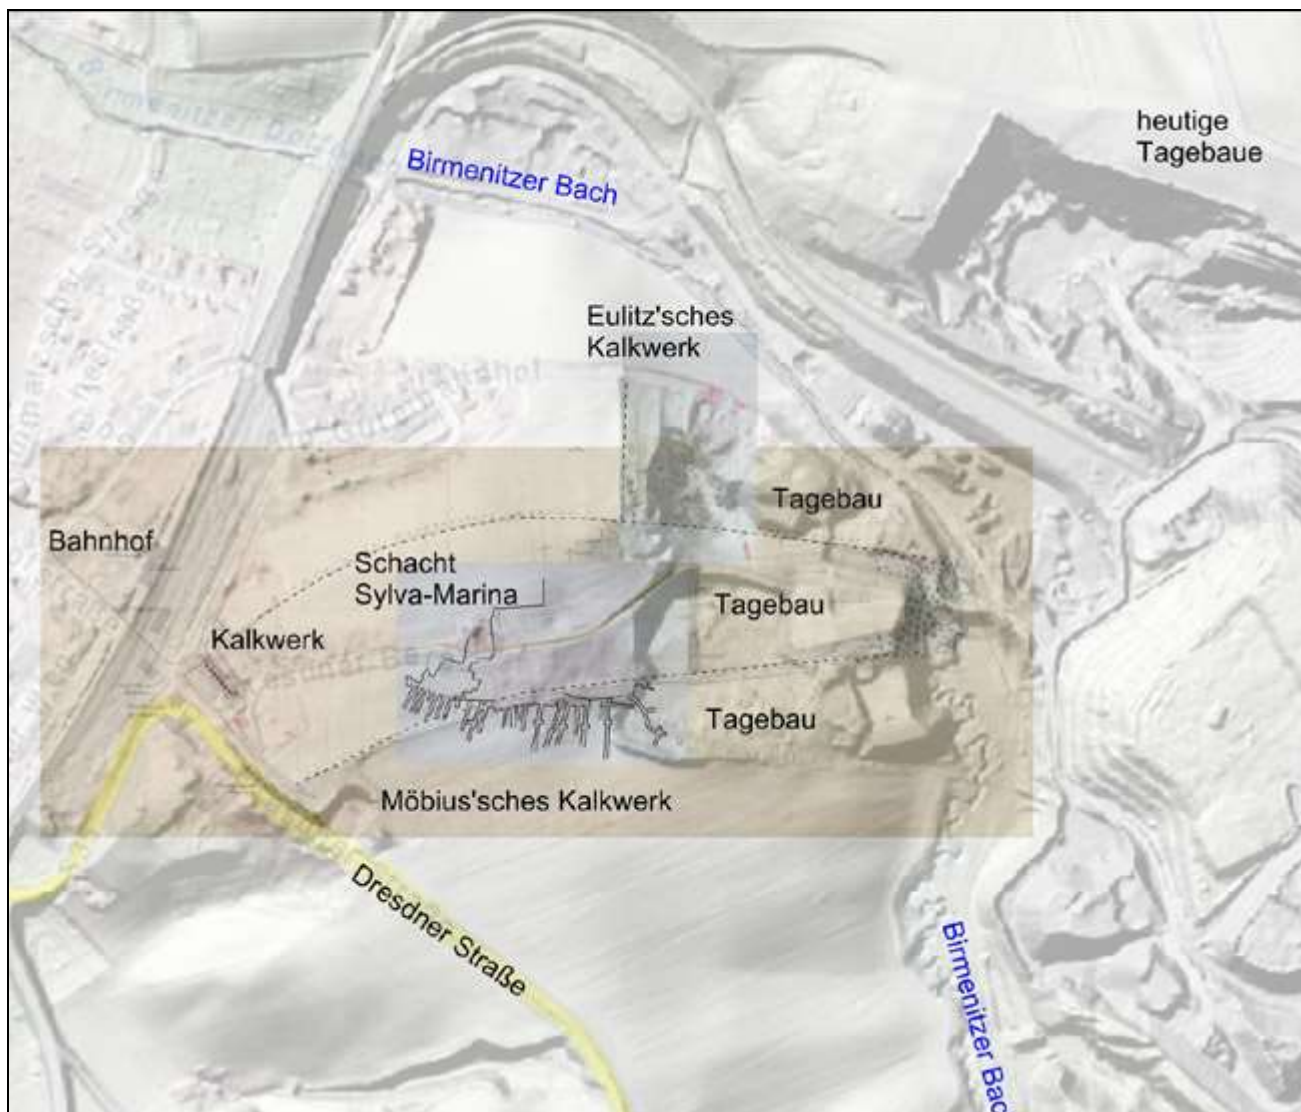 heutige
Tagebaue
Birmenitzer Bach
Eulitz'sches
Kalkwerk
Tagebau
Bahnhof
Schacht
Sylva-Marina
Tagebau
Kalkwerk
Tagebau
Möbius'sches Kalkwerk
Dresdner Straße
Birmenitzer Bac